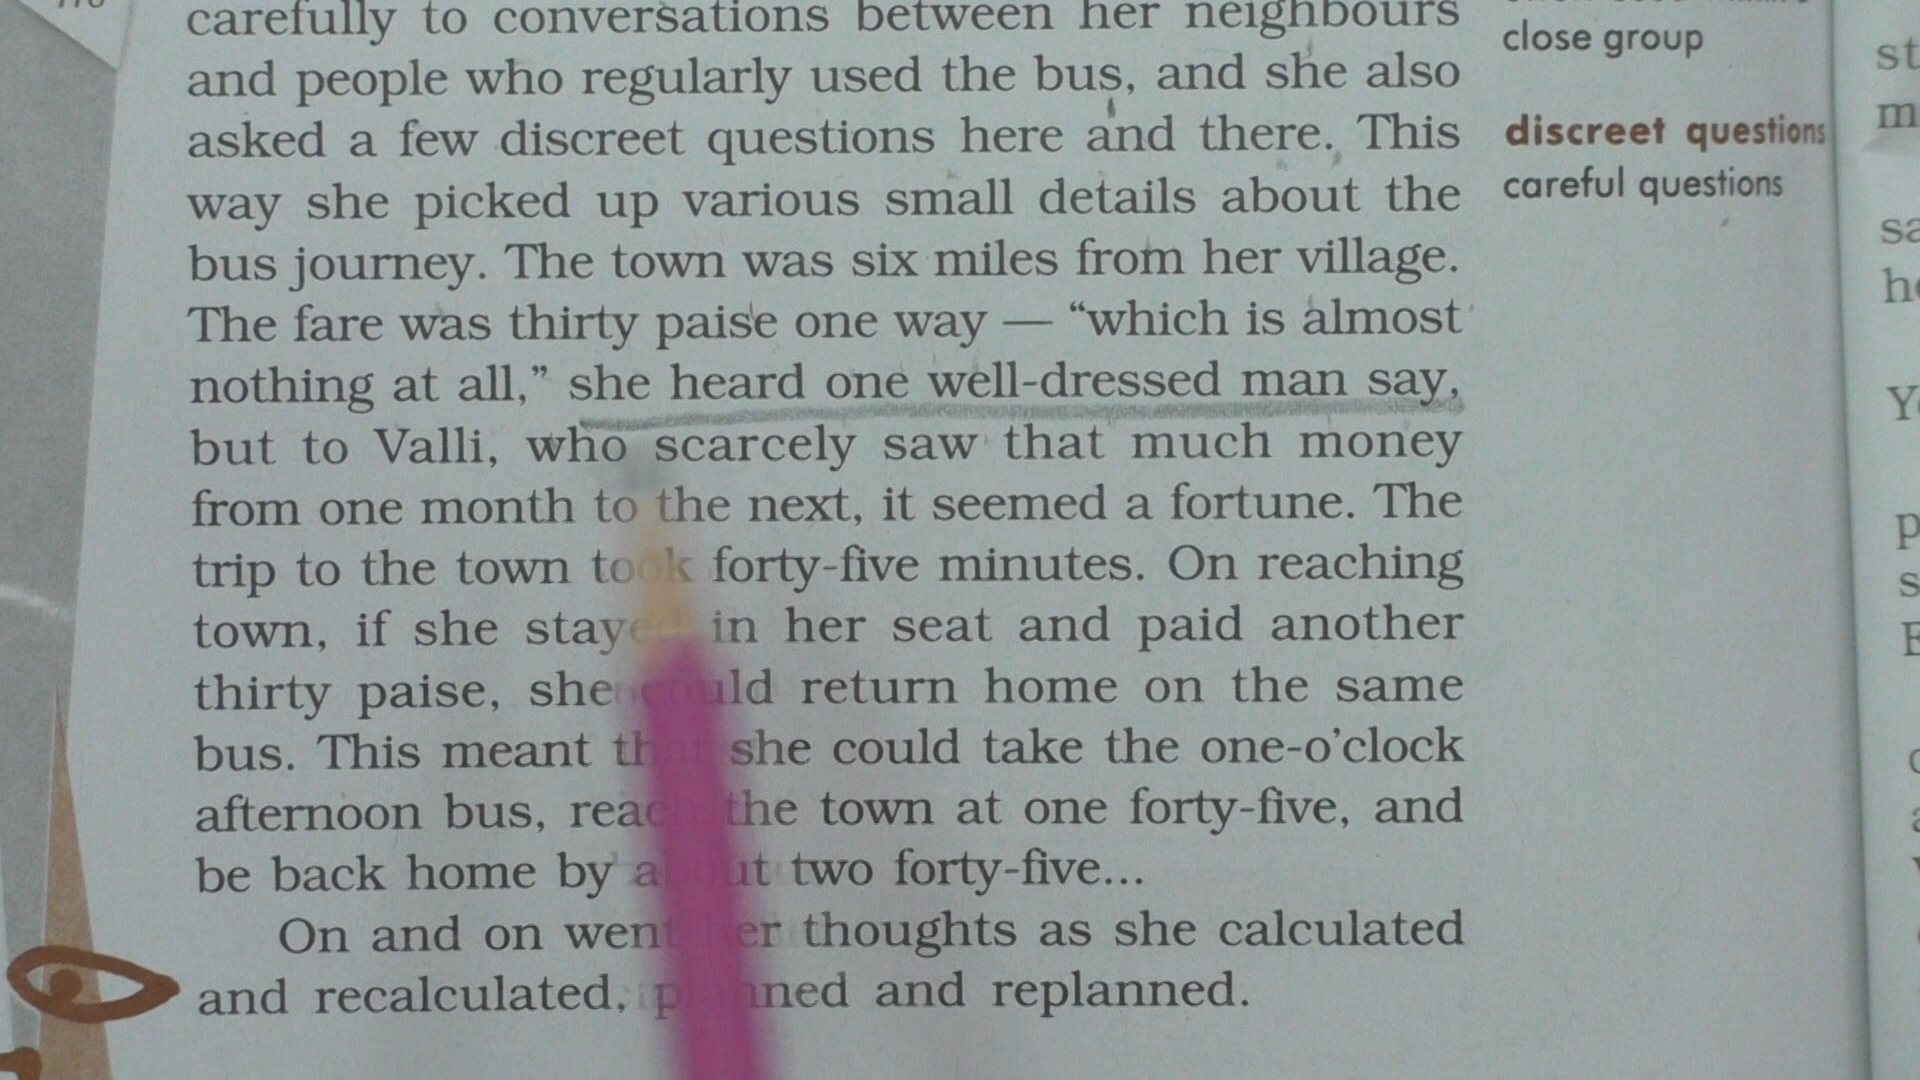 carefully to conversations between her neighbours
and people who regularly used the bus, and she also
asked a few discreet questions here and there. This
way she picked up various small details about the
bus journey. The town was six miles from her village.
The fare was thirty paise one way — “which is almost
nothing at all,” she heard one well-dressed man say,
but to Valli, who scarcely saw that much money
from one month to the next, it seemed a fortune. The
trip to the town took forty-five minutes. On reaching
town, if she stayed in her seat and paid another
thirty paise, she could return home on the same
bus. This meant that she could take the one-o’clock
afternoon bus, reach the town at one forty-five, and
be back home by about two forty-five...
On and on went her thoughts as she calculated
and recalculated, planned and replanned.
close group
discreet questions
careful questions